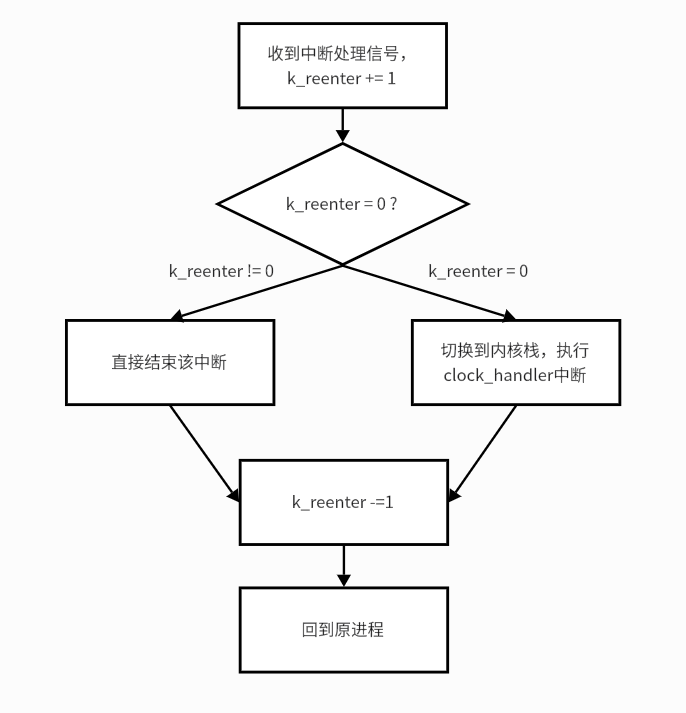 收到中断处理信号，
k_reenter += 1
k_reenter = 0 ?
k_reenter != 0
k_reenter = 0
直接结束该中断
切换到内核栈，执行
clock_handler中断
k_reenter -=1
回到原进程